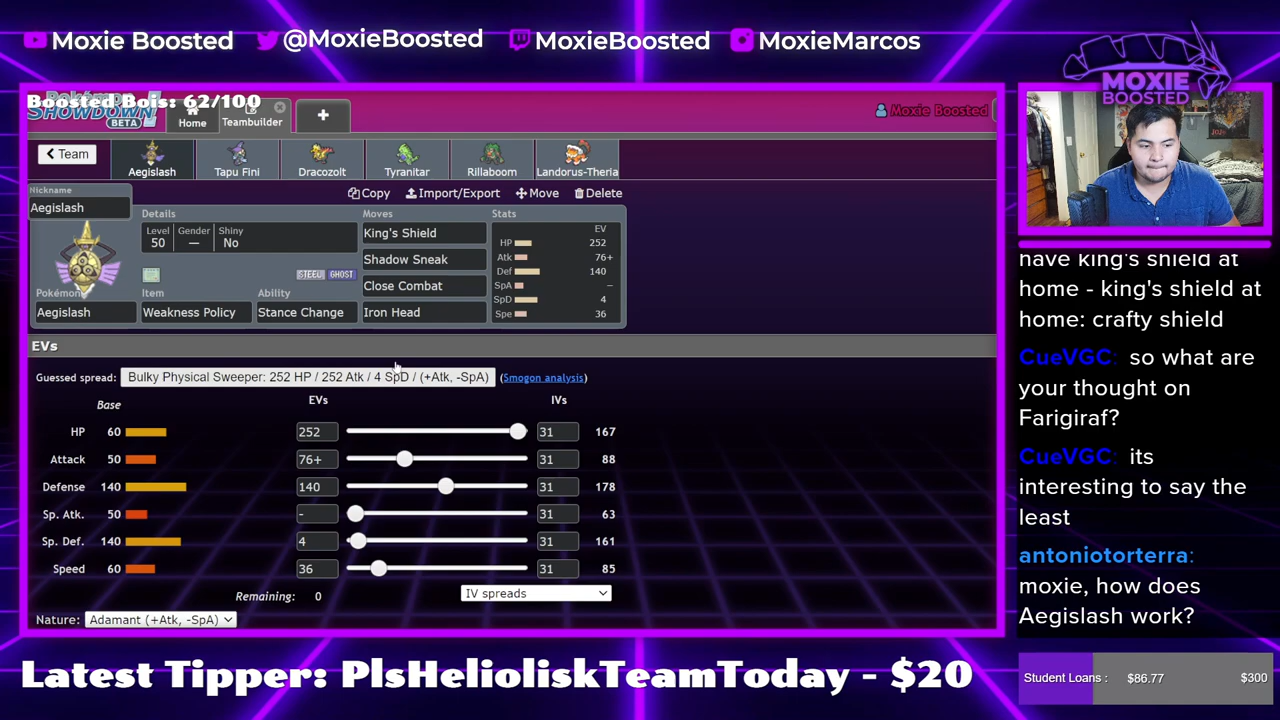 Moxie Boosted @MoxieBoosted MoxieBoosted MoxieMarcos
MOXIE
BOOSTED
Boosted Bois: 62/100
SHOWDOWN
BETA
Home
Teambuilder
+
Moxie Boosted
Team
Aegislash Tapu Fini Dracozolt Tyranitar Rillaboom Landorus-Theria
Copy Import/Export Move Delete
Nickname
Aegislash
Details
Level Gender Shiny
50 — No
STEEL GHOST
Pokémon Item Ability
Aegislash Weakness Policy Stance Change
Moves
King's Shield
Shadow Sneak
Close Combat
Iron Head
Stats
EV
HP 252
Atk 76+
Def 140
SpA –
SpD 4
Spe 36
EVs
Guessed spread: Bulky Physical Sweeper: 252 HP / 252 Atk / 4 SpD / (+Atk, -SpA) (Smogon analysis)
Base EVs IVs
HP 60 252 31 167
Attack 50 76+ 31 88
Defense 140 140 31 178
Sp. Atk. 50 - 31 63
Sp. Def. 140 4 31 161
Speed 60 36 31 85
Remaining: 0 IV spreads
Nature: Adamant (+Atk, -SpA)
have king's shield at
home - king's shield at
home: crafty shield
CueVGC: so what are
your thought on
Farigiraf?
CueVGC: its
interesting to say the
least
antoniotorterra:
moxie, how does
Aegislash work?
Latest Tipper: PlsHelioliskTeamToday - $20
Student Loans : $86.77 $300